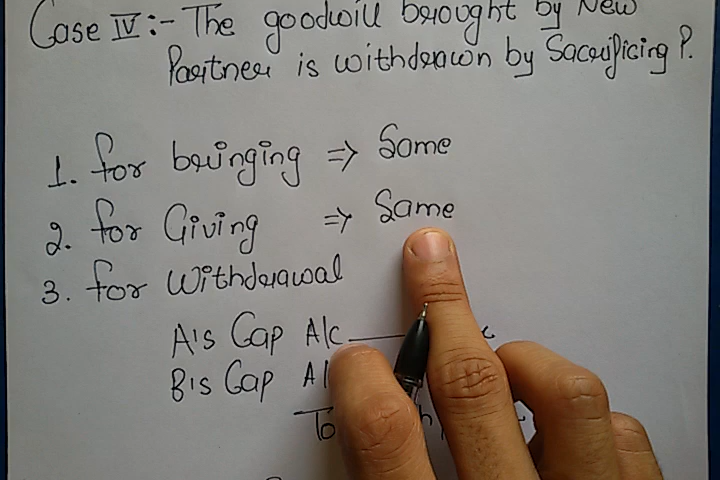 Case IV:- The goodwill brought by New
Partner is withdrawn by Sacrificing P.
1. for bringing ⇒ Same
2. for Giving ⇒ Same
3. for Withdrawal
A's Cap A/c
B's Cap A/
To